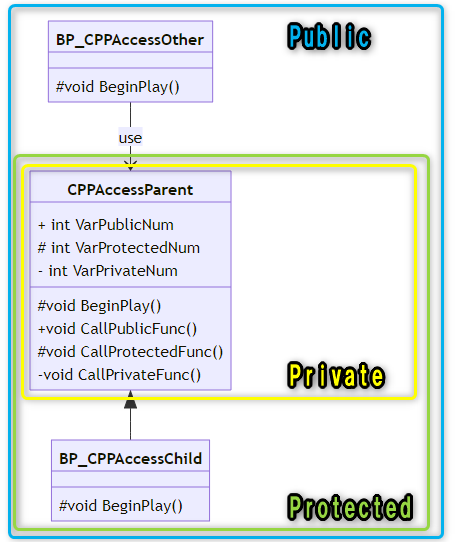 BP_CPPAccessOther
Public
#void BeginPlay()
use
CPPAccessParent
+ int VarPublicNum
# int VarProtectedNum
- int VarPrivateNum
#void BeginPlay()
+void CallPublicFunc()
#void CallProtectedFunc()
-void CallPrivateFunc()
Private
BP_CPPAccessChild
#void BeginPlay()
Protected